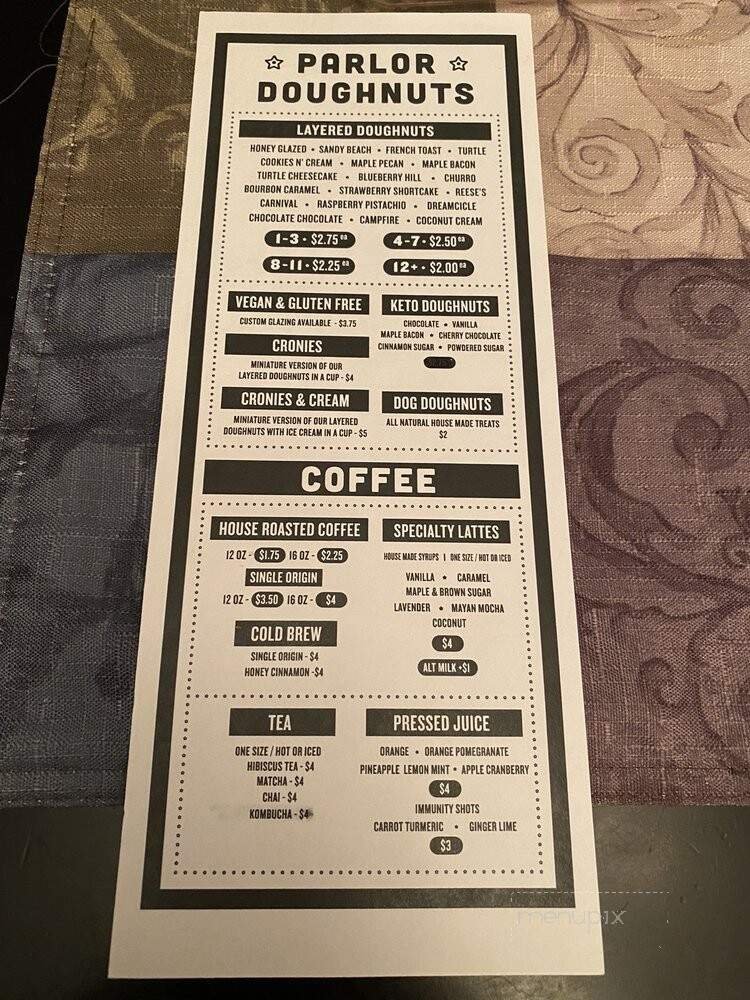 PARLOR
DOUGHNUTS
LAYERED DOUGHNUTS
HONEY GLAZED • SANDY BEACH • FRENCH TOAST • TURTLE
COOKIES N' CREAM • MAPLE PECAN • MAPLE BACON
TURTLE CHEESECAKE • BLUEBERRY HILL • CHURRO
BOURBON CARAMEL • STRAWBERRY SHORTCAKE • REESE'S
CARNIVAL • RASPBERRY PISTACHIO • DREAMCICLE
CHOCOLATE CHOCOLATE • CAMPFIRE • COCONUT CREAM
1-3 • $2.75 ea 4-7 • $2.50 ea
8-11 • $2.25 ea 12+ • $2.00 ea
VEGAN & GLUTEN FREE
CUSTOM GLAZING AVAILABLE - $3.75
CRONIES
MINIATURE VERSION OF OUR
LAYERED DOUGHNUTS IN A CUP - $4
CRONIES & CREAM
MINIATURE VERSION OF OUR LAYERED
DOUGHNUTS WITH ICE CREAM IN A CUP - $5
KETO DOUGHNUTS
CHOCOLATE • VANILLA
MAPLE BACON • CHERRY CHOCOLATE
CINNAMON SUGAR • POWDERED SUGAR
DOG DOUGHNUTS
ALL NATURAL HOUSE MADE TREATS
$2
COFFEE
HOUSE ROASTED COFFEE
12 OZ - $1.75 16 OZ - $2.25
SINGLE ORIGIN
12 OZ - $3.50 16 OZ - $4
COLD BREW
SINGLE ORIGIN - $4
HONEY CINNAMON -$4
SPECIALTY LATTES
HOUSE MADE SYRUPS | ONE SIZE / HOT OR ICED
VANILLA • CARAMEL
MAPLE & BROWN SUGAR
LAVENDER • MAYAN MOCHA
COCONUT
$4
ALT MILK +$1
TEA
ONE SIZE / HOT OR ICED
HIBISCUS TEA - $4
MATCHA - $4
CHAI - $4
KOMBUCHA - $4
PRESSED JUICE
ORANGE • ORANGE POMEGRANATE
PINEAPPLE LEMON MINT • APPLE CRANBERRY
$4
IMMUNITY SHOTS
CARROT TURMERIC • GINGER LIME
$3
menupix